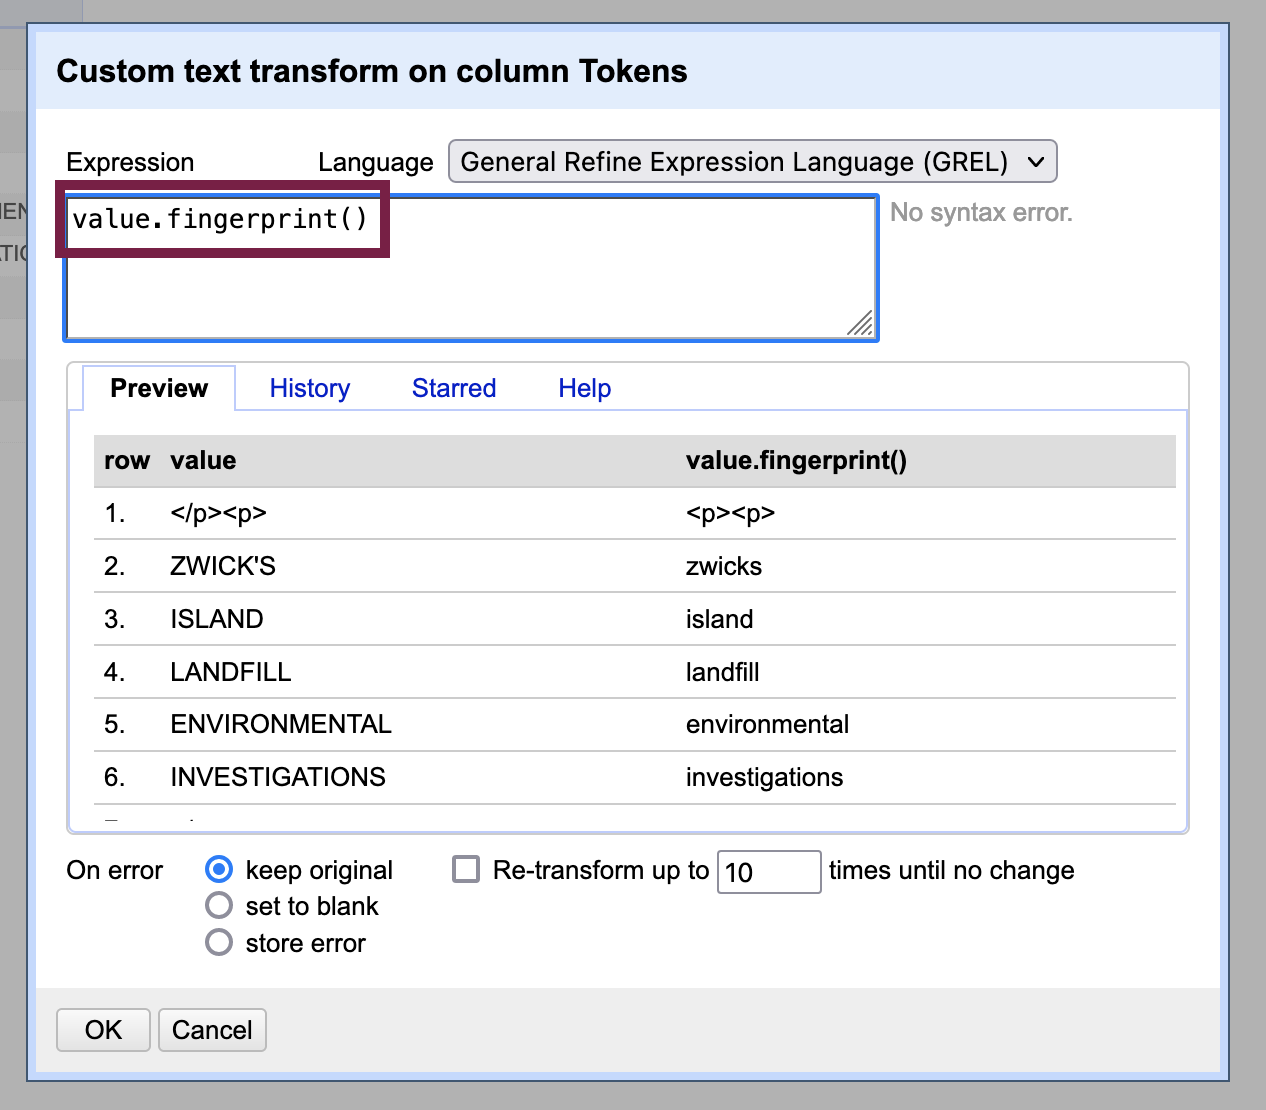 Custom text transform on column Tokens
Expression Language General Refine Expression Language (GREL)
value.fingerprint() No syntax error.
Preview History Starred Help
row value value.fingerprint()
1. </p><p> <p><p>
2. ZWICK'S zwicks
3. ISLAND island
4. LANDFILL landfill
5. ENVIRONMENTAL environmental
6. INVESTIGATIONS investigations
On error keep original Re-transform up to 10 times until no change
set to blank
store error
OK Cancel